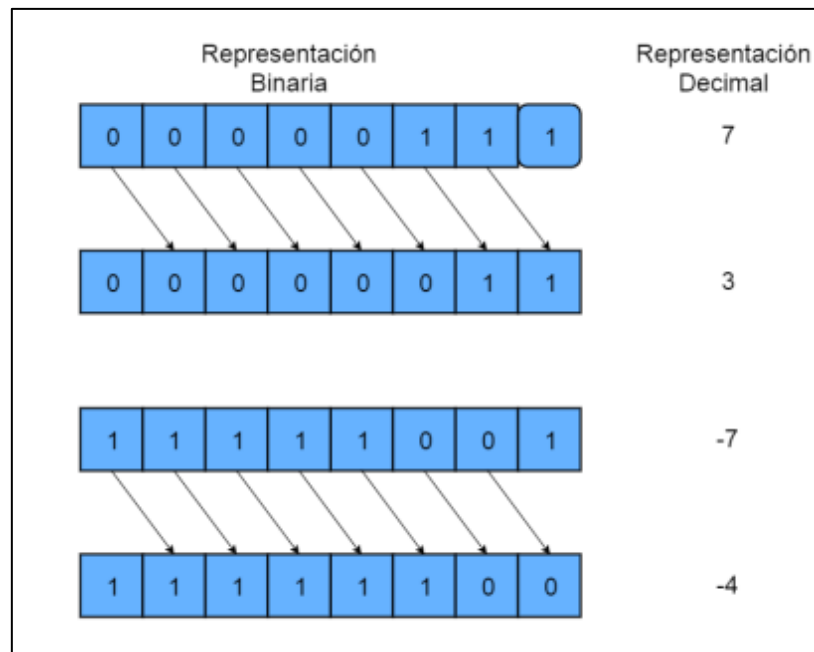 Representación
Binaria
Representación
Decimal
0 0 0 0 0 1 1 1 7
0 0 0 0 0 0 1 1 3
1 1 1 1 1 0 0 1 -7
1 1 1 1 1 1 0 0 -4